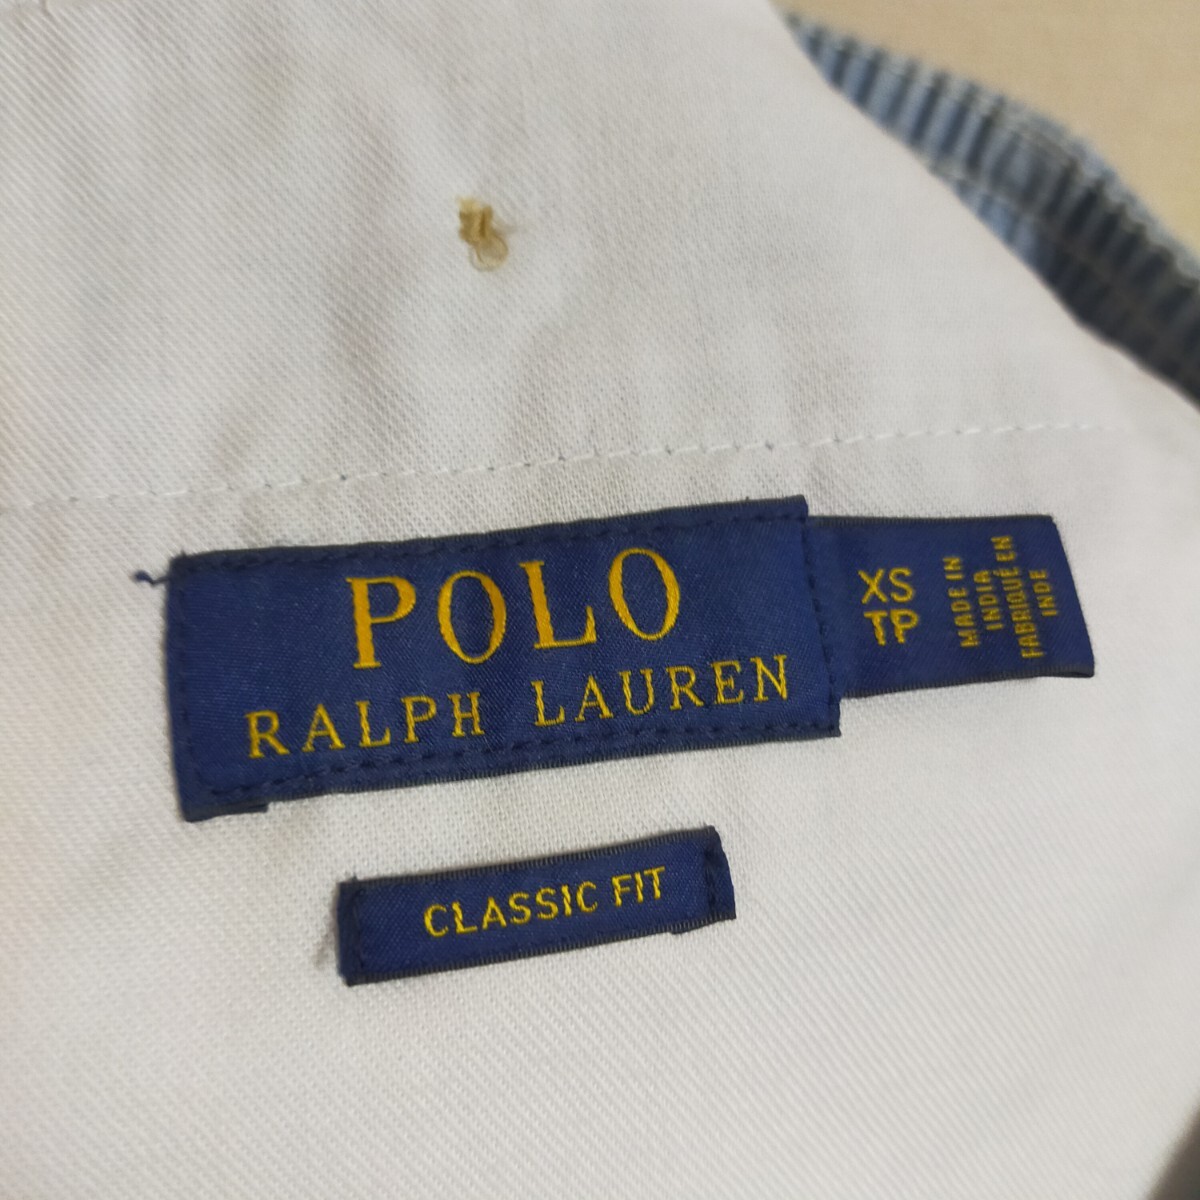 POLO
RALPH LAUREN
XS
TP
MADE IN
INDIA
FABRIQUÉ EN
INDE
CLASSIC FIT